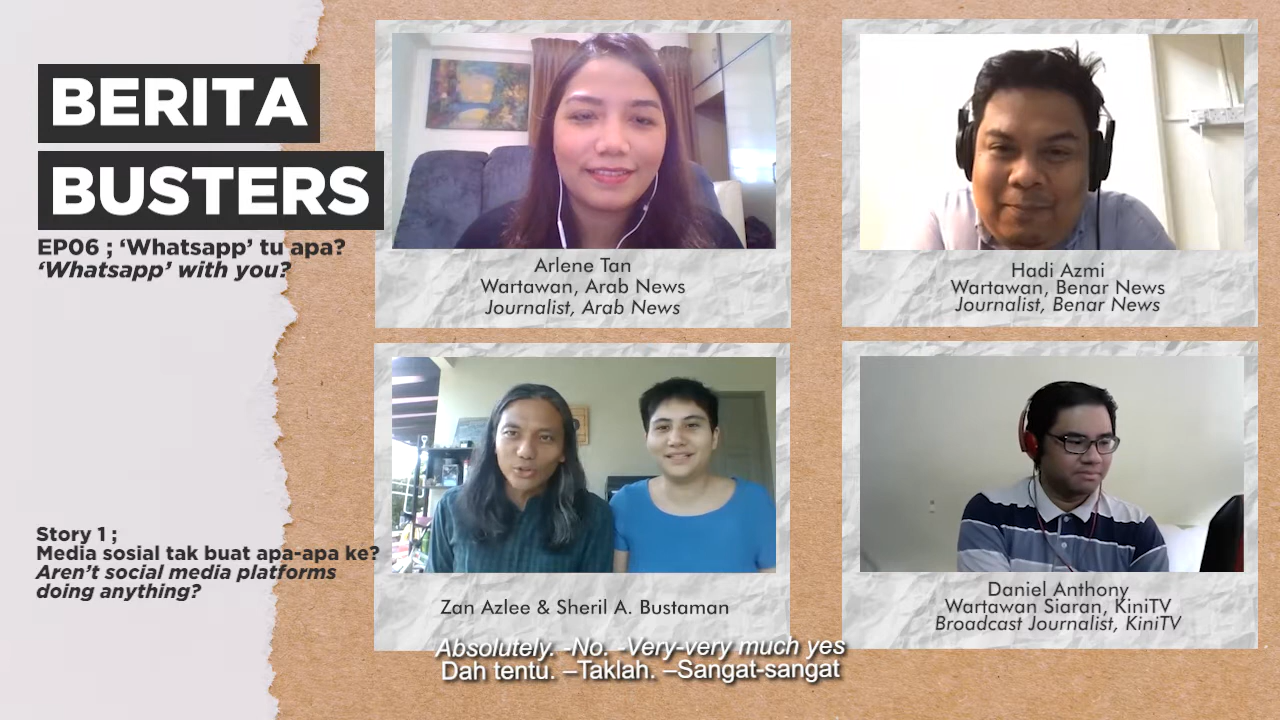 BERITA
BUSTERS
EP06 ; ‘Whatsapp’ tu apa?
‘Whatsapp’ with you?
Story 1 ;
Media sosial tak buat apa-apa ke?
Aren’t social media platforms
doing anything?
Arlene Tan
Wartawan, Arab News
Journalist, Arab News
Hadi Azmi
Wartawan, Benar News
Journalist, Benar News
Zan Azlee & Sheril A. Bustaman
Daniel Anthony
Wartawan Siaran, KiniTV
Broadcast Journalist, KiniTV
Absolutely. -No. -Very-very much yes
Dah tentu. –Taklah. –Sangat-sangat